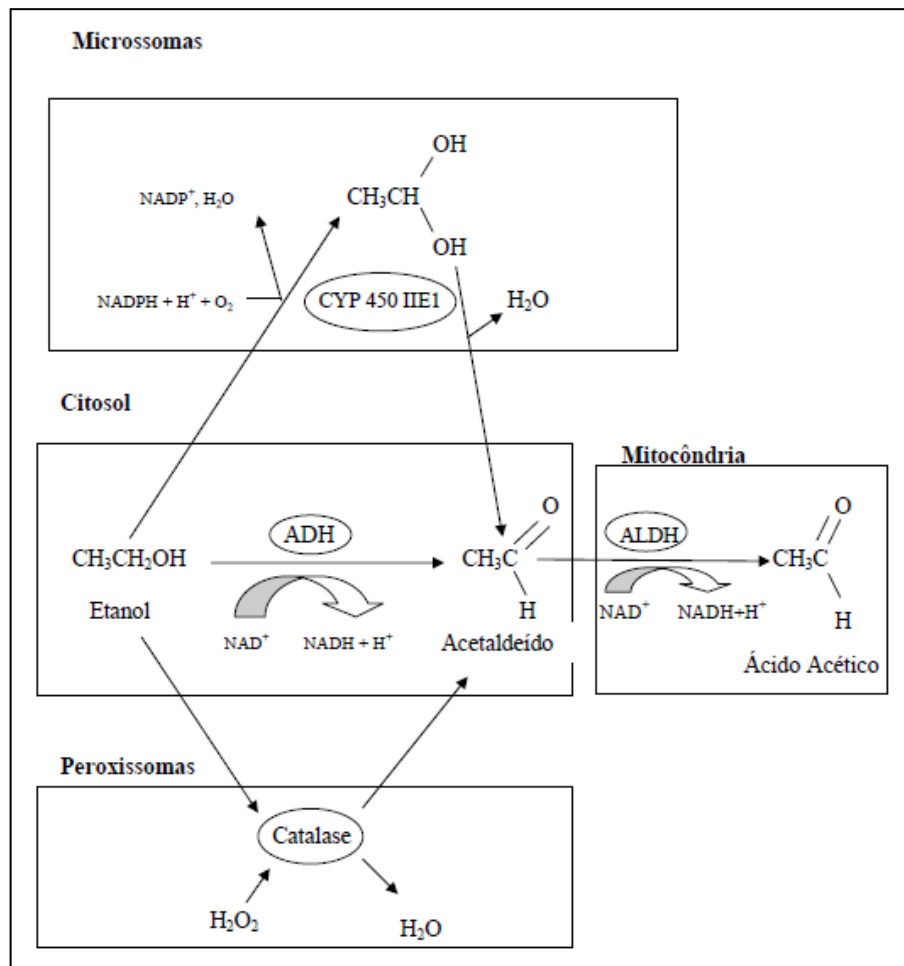 Microssomas
OH
NADP⁺, H₂O
CH₃CH
OH
NADPH + H⁺ + O₂
CYP 450 IIE1
H₂O
Citosol
Mitocôndria
O
O
ADH
ALDH
CH₃CH₂OH
CH₃C
CH₃C
Etanol
H
NAD⁺
NADH+H⁺
H
NAD⁺
NADH + H⁺
Acetaldeído
Ácido Acético
Peroxissomas
Catalase
H₂O₂
H₂O